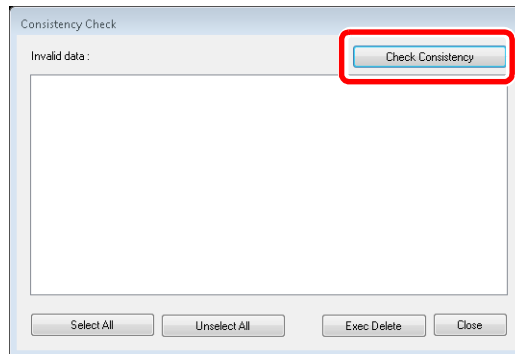 Consistency Check
Invalid data :
Check Consistency
Select All
Unselect All
Exec Delete
Close